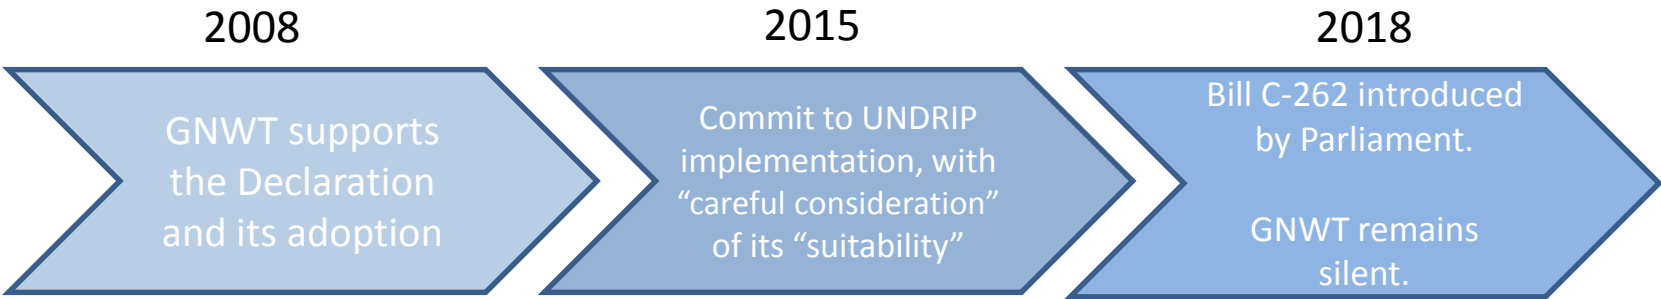 2008
GNWT supports
the Declaration
and its adoption
2015
Commit to UNDRIP
implementation, with
“careful consideration”
of its “suitability”
2018
Bill C-262 introduced
by Parliament.
GNWT remains
silent.